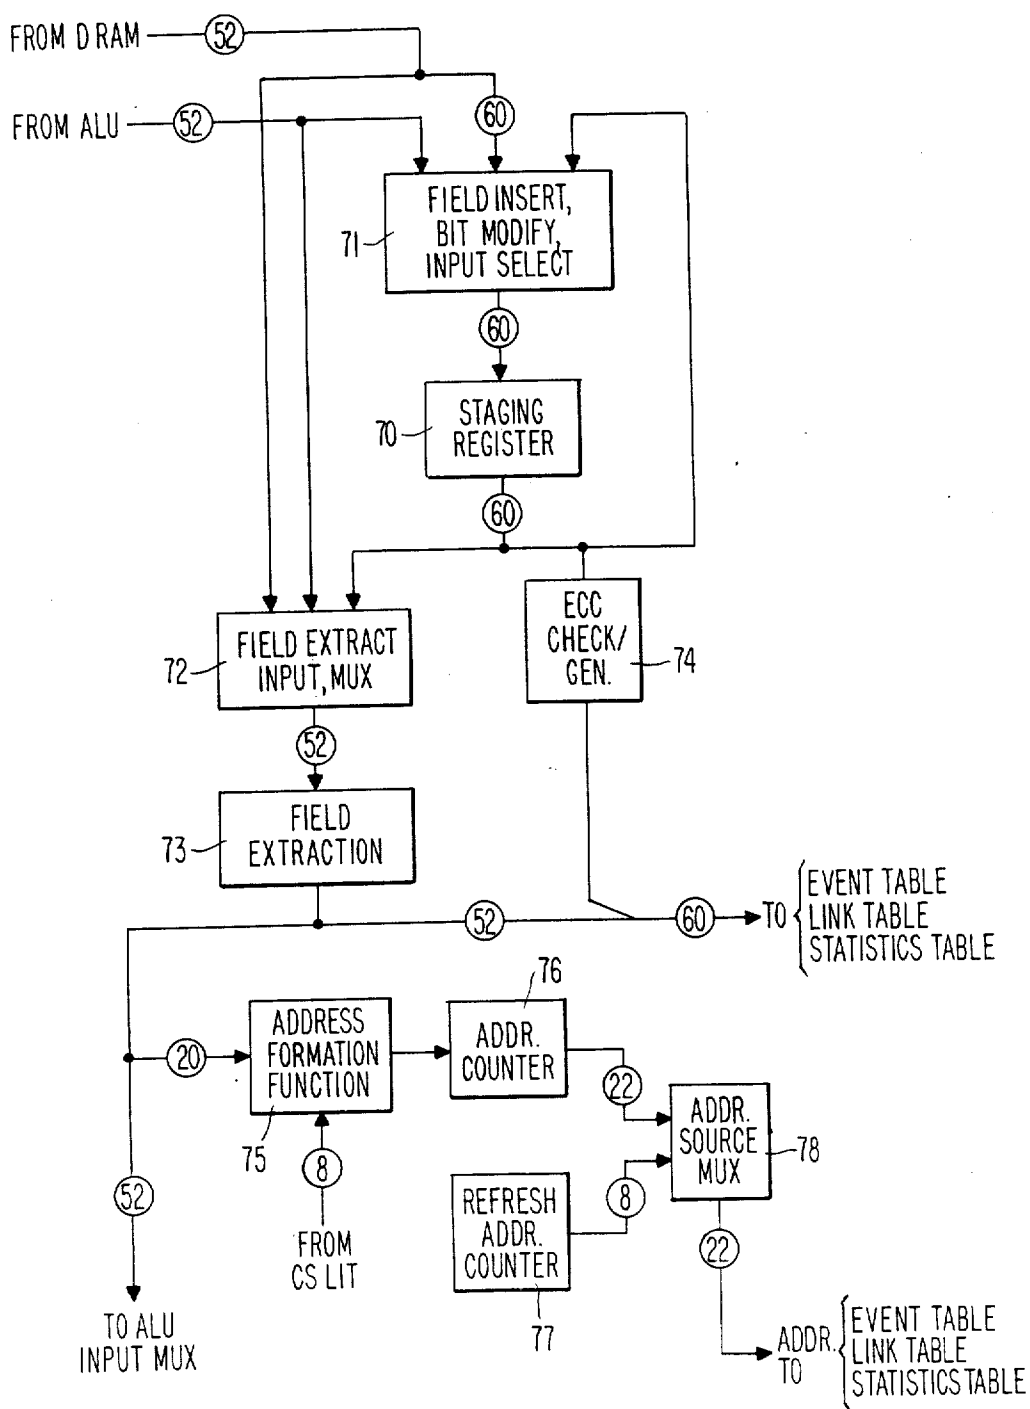 FROM D RAM
52
FROM ALU
52
60
FIELD INSERT,
BIT MODIFY,
INPUT SELECT
71
60
STAGING
REGISTER
70
60
FIELD EXTRACT
INPUT, MUX
72
ECC
CHECK/
GEN.
74
52
FIELD
EXTRACTION
73
52
60
TO
EVENT TABLE
LINK TABLE
STATISTICS TABLE
20
ADDRESS
FORMATION
FUNCTION
75
76
ADDR.
COUNTER
22
ADDR.
SOURCE
MUX
78
8
FROM
CS LIT
REFRESH
ADDR.
COUNTER
77
8
22
52
TO ALU
INPUT MUX
ADDR.
TO
EVENT TABLE
LINK TABLE
STATISTICS TABLE